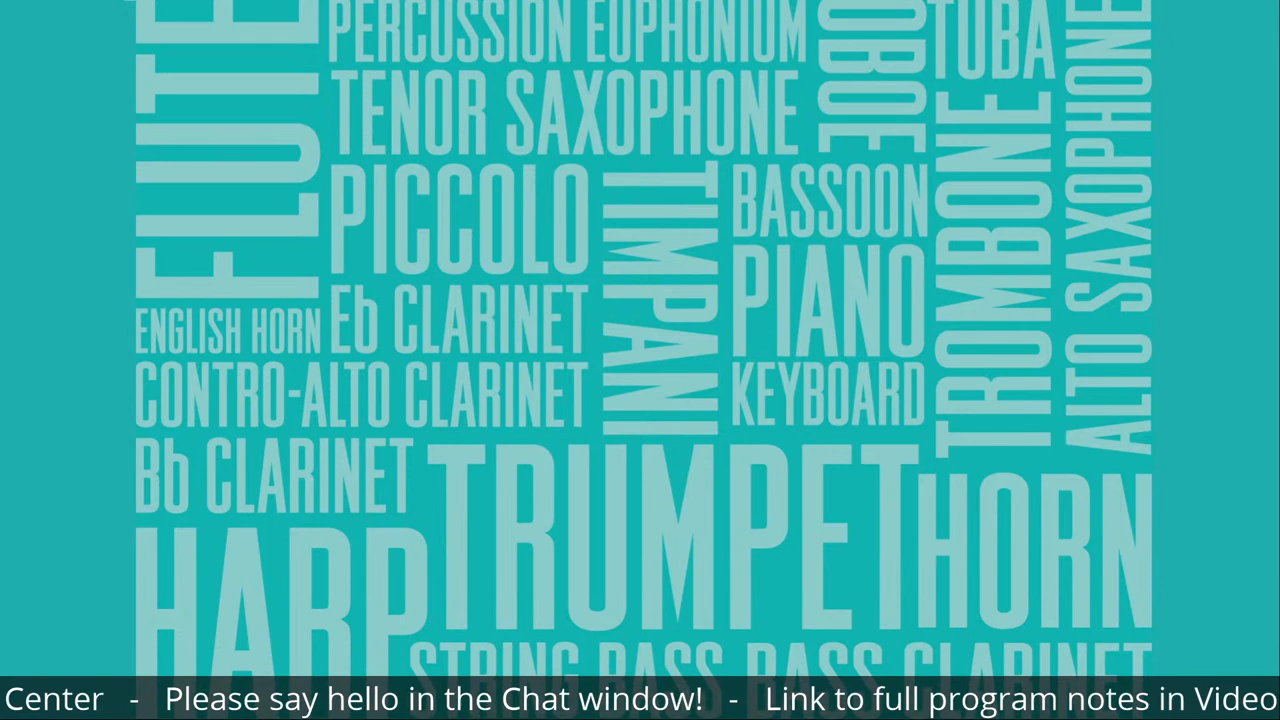 FLUTE
PERCUSSION EUPHONIUM
OBOE
TUBA
ALTO SAXOPHONE
TENOR SAXOPHONE
TROMBONE
PICCOLO
TIMPANI
BASSOON
PIANO
ENGLISH HORN
Eb CLARINET
CONTRO-ALTO CLARINET
KEYBOARD
Bb CLARINET
TRUMPET
HORN
HARP
STRING BASS BASS CLARINET
Center - Please say hello in the Chat window! - Link to full program notes in Video